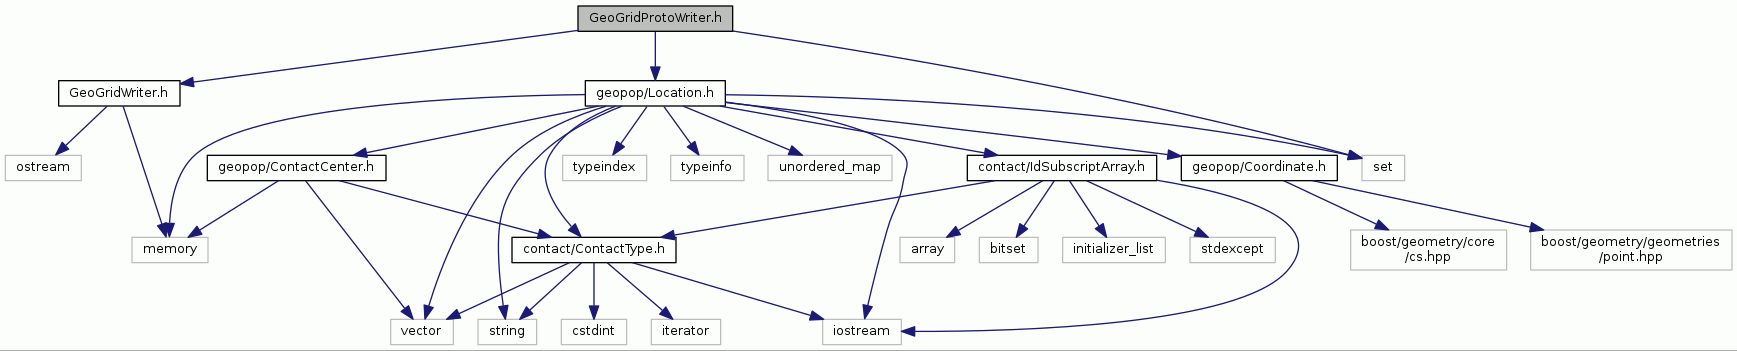 GeoGridProtoWriter.h
GeoGridWriter.h
geopop/Location.h
ostream
geopop/ContactCenter.h
typeindex
typeinfo
unordered_map
contact/IdSubscriptArray.h
geopop/Coordinate.h
set
memory
contact/ContactType.h
array
bitset
initializer_list
stdexcept
boost/geometry/core
/cs.hpp
boost/geometry/geometries
/point.hpp
vector
string
cstdint
iterator
iostream